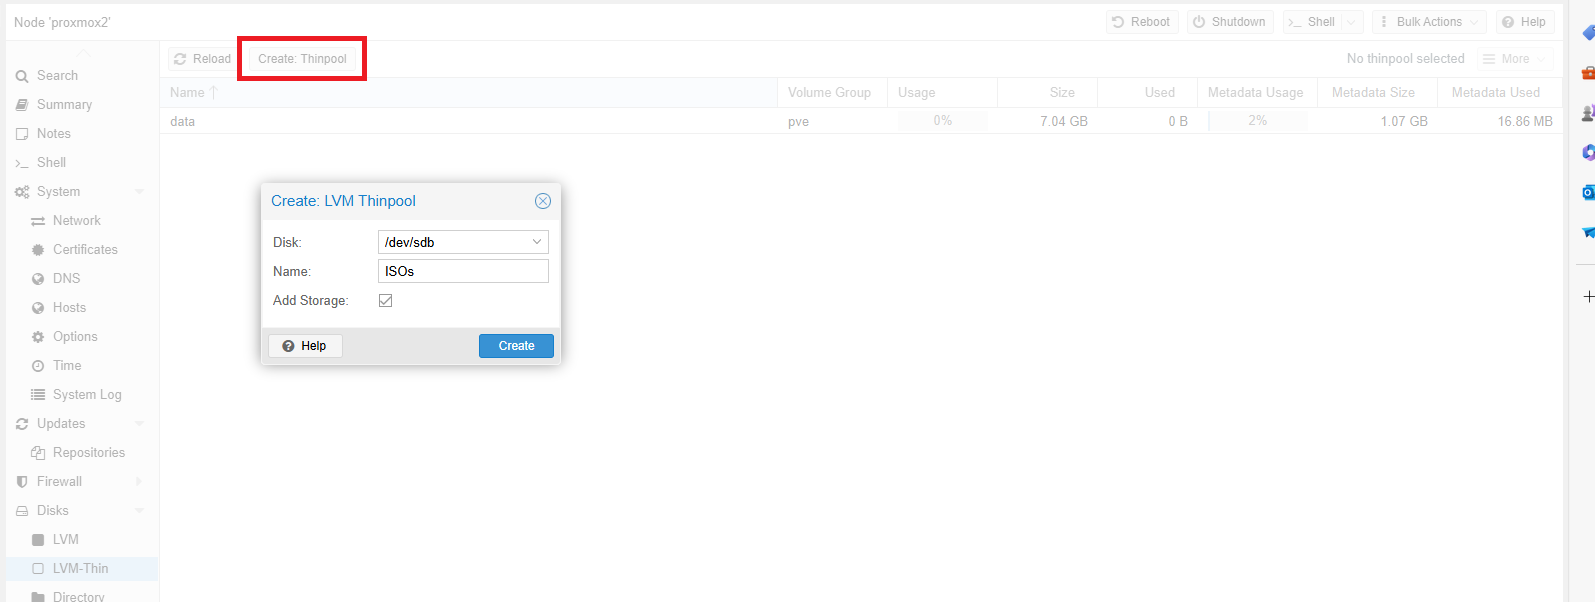 Node 'proxmox2'
Reboot
Shutdown
Shell
Bulk Actions
Help
Search
Summary
Notes
Shell
System
Network
Certificates
DNS
Hosts
Options
Time
System Log
Updates
Repositories
Firewall
Disks
LVM
LVM-Thin
Directory
Reload
Create: Thinpool
No thinpool selected
More
Name Volume Group Usage Size Used Metadata Usage Metadata Size Metadata Used
data pve 0% 7.04 GB 0 B 2% 1.07 GB 16.86 MB
Create: LVM Thinpool
Disk: /dev/sdb
Name: ISOs
Add Storage:
Help
Create